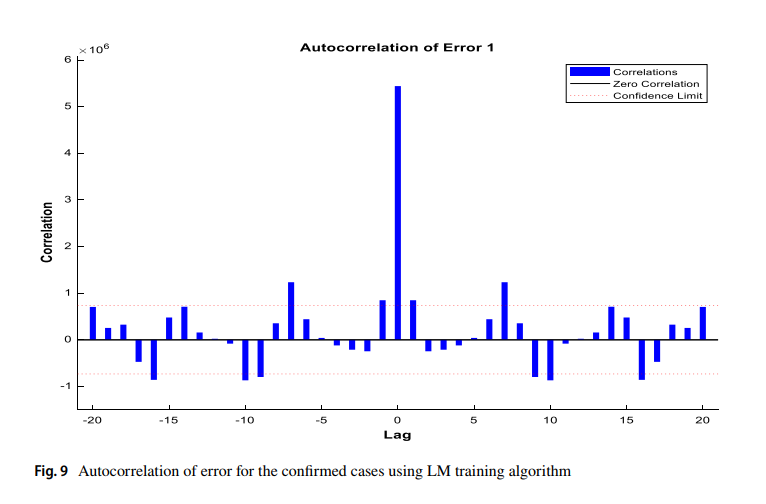 Autocorrelation of Error 1
×10⁶
6
5
4
3
2
1
0
-1
Correlation
Correlations
Zero Correlation
Confidence Limit
-20 -15 -10 -5 0 5 10 15 20
Lag
Fig. 9 Autocorrelation of error for the confirmed cases using LM training algorithm